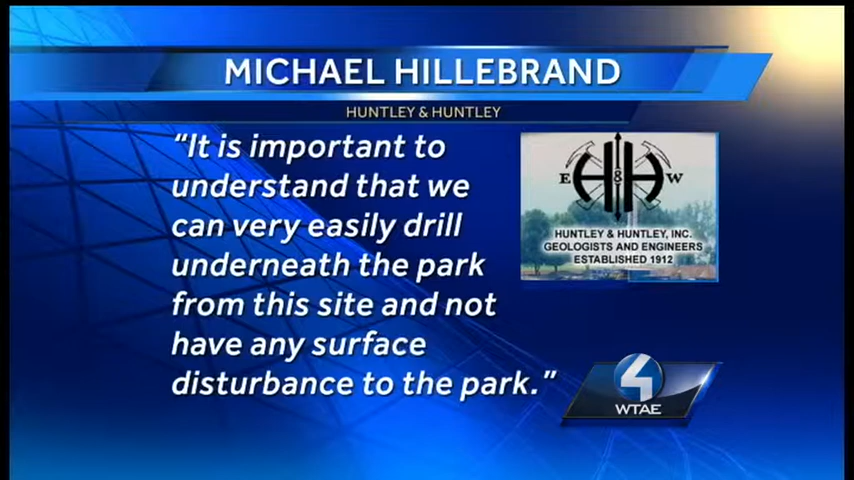 MICHAEL HILLEBRAND
HUNTLEY & HUNTLEY
“It is important to
understand that we
can very easily drill
underneath the park
from this site and not
have any surface
disturbance to the park.”
E H&H W
HUNTLEY & HUNTLEY, INC.
GEOLOGISTS AND ENGINEERS
ESTABLISHED 1912
4
WTAE